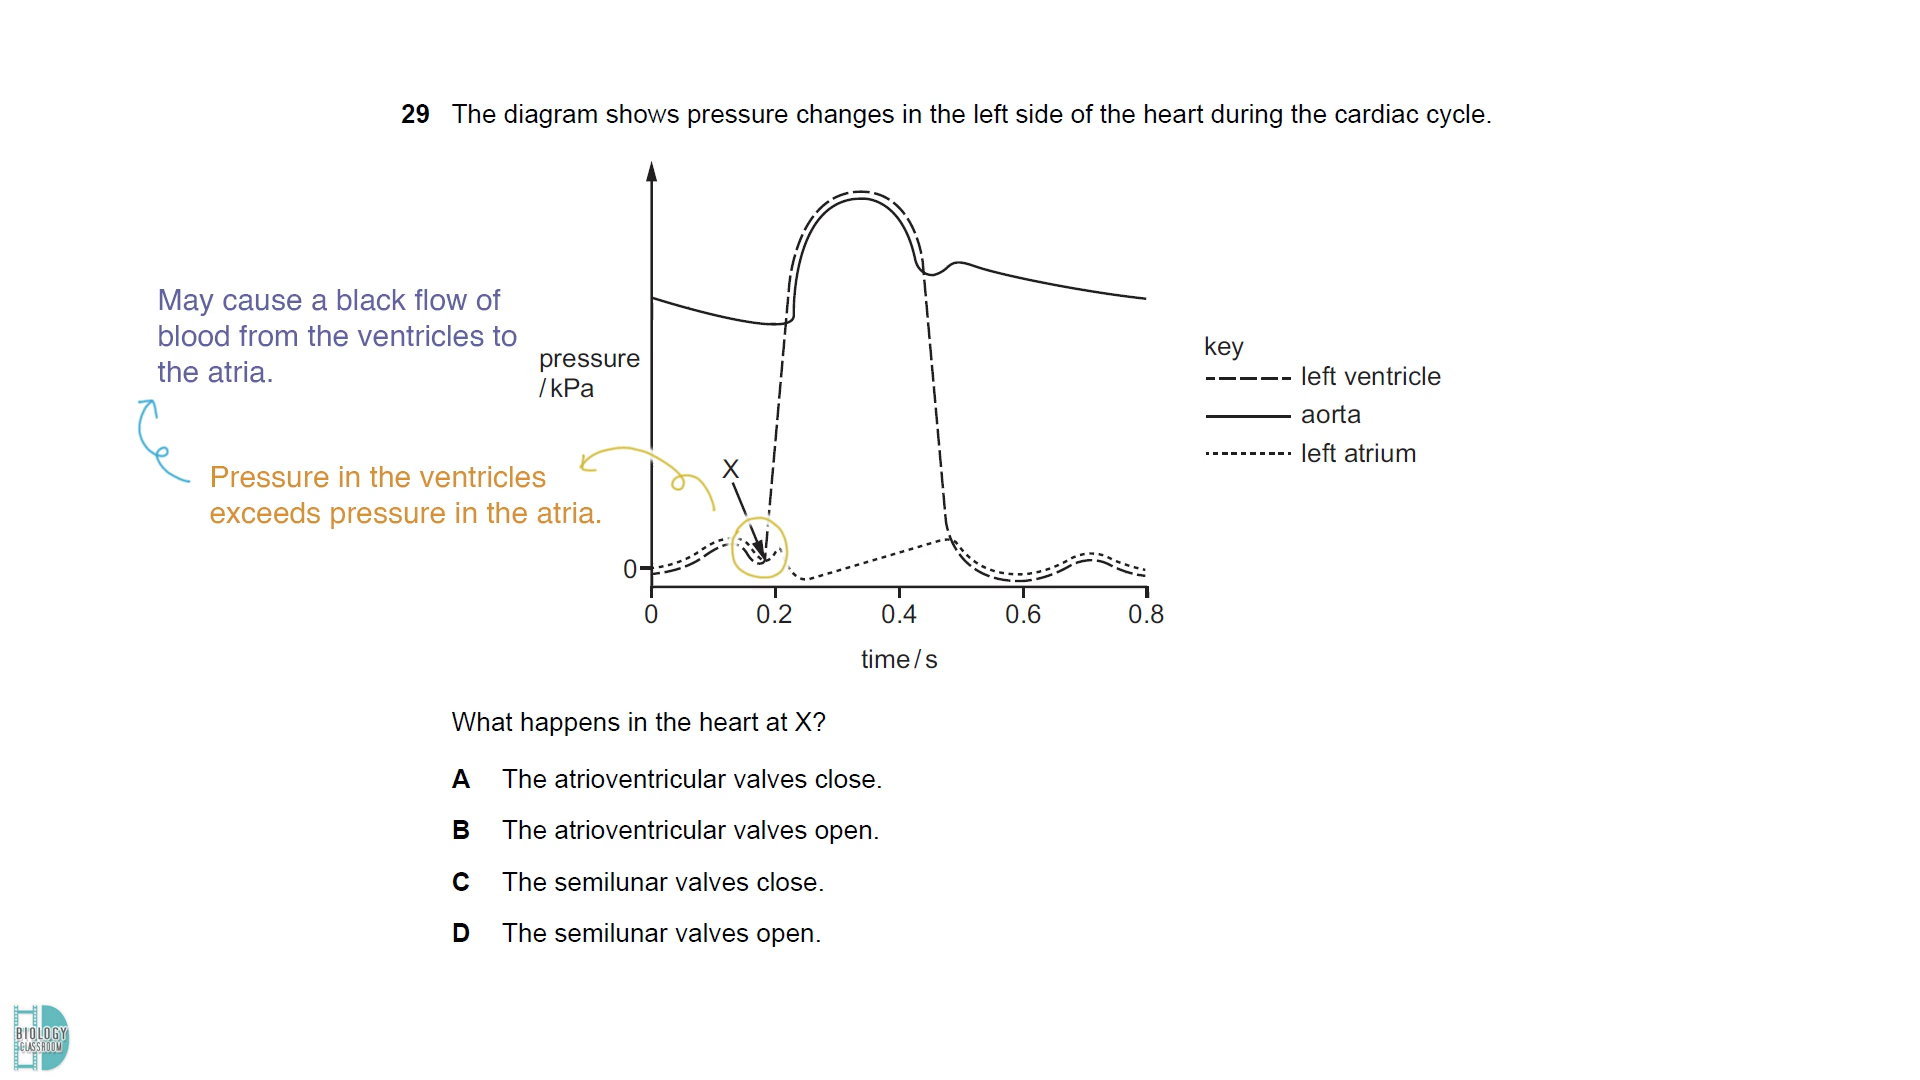 29 The diagram shows pressure changes in the left side of the heart during the cardiac cycle.
May cause a black flow of
blood from the ventricles to
the atria.
pressure
/ kPa
Pressure in the ventricles
exceeds pressure in the atria.
X
key
left ventricle
aorta
left atrium
0
0 0.2 0.4 0.6 0.8
time / s
What happens in the heart at X?
A The atrioventricular valves close.
B The atrioventricular valves open.
C The semilunar valves close.
D The semilunar valves open.
BIOLOGY
CLASSROOM